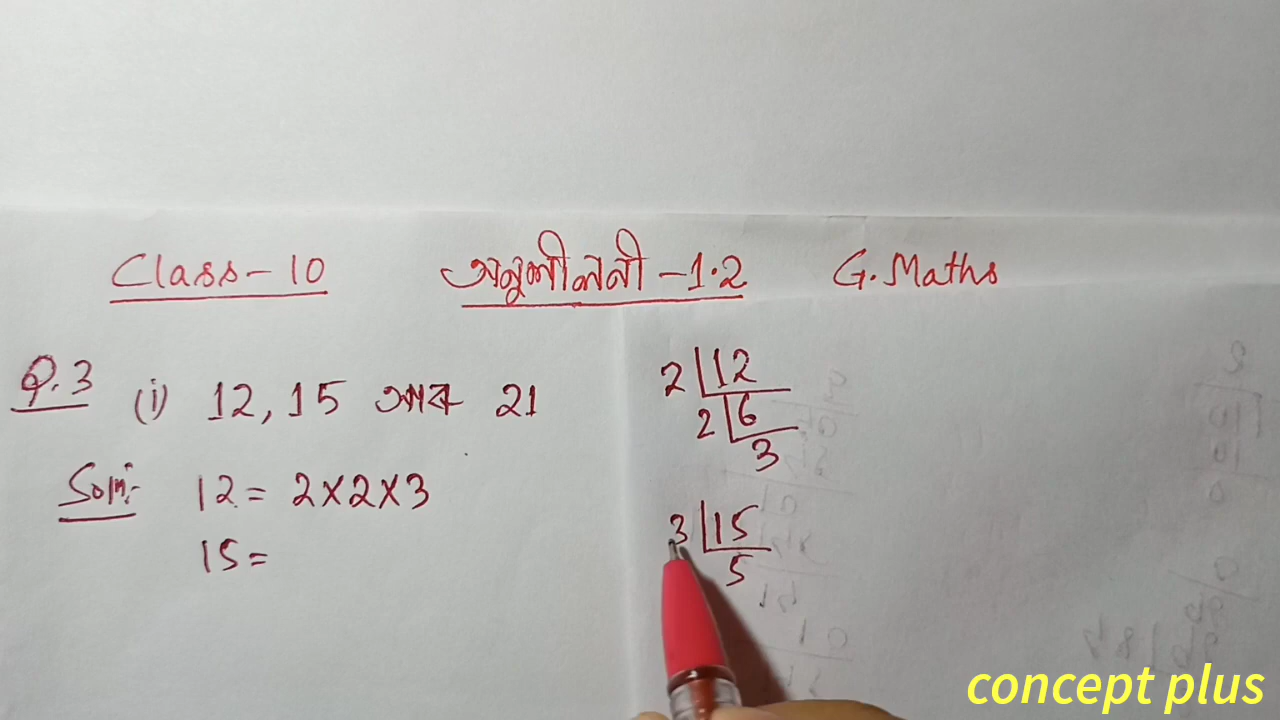 Class-10 অনুশীলনী -1.2 G. Maths
Q.3 (i) 12, 15 আৰু 21
Soln:- 12 = 2×2×3
15 =
2 12
2 6
3
3 15
5
concept plus